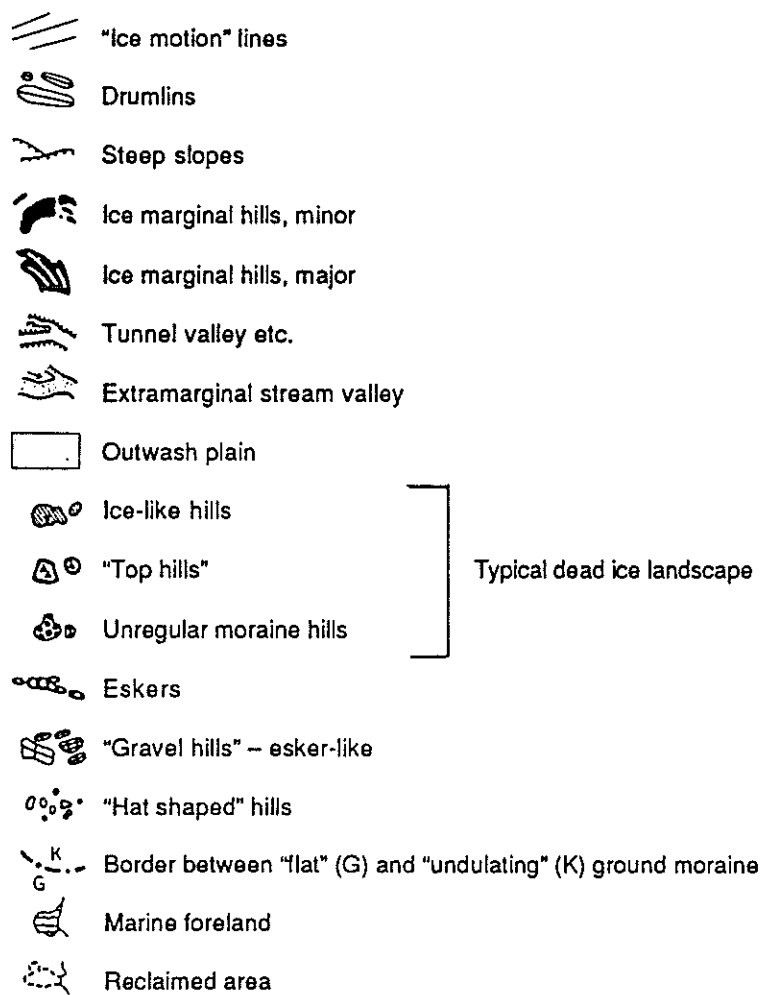 "Ice motion" lines
Drumlins
Steep slopes
Ice marginal hills, minor
Ice marginal hills, major
Tunnel valley etc.
Extramarginal stream valley
Outwash plain
Ice-like hills
"Top hills"
Typical dead ice landscape
Unregular moraine hills
Eskers
"Gravel hills" – esker-like
"Hat shaped" hills
K
G
Border between "flat" (G) and "undulating" (K) ground moraine
Marine foreland
Reclaimed area